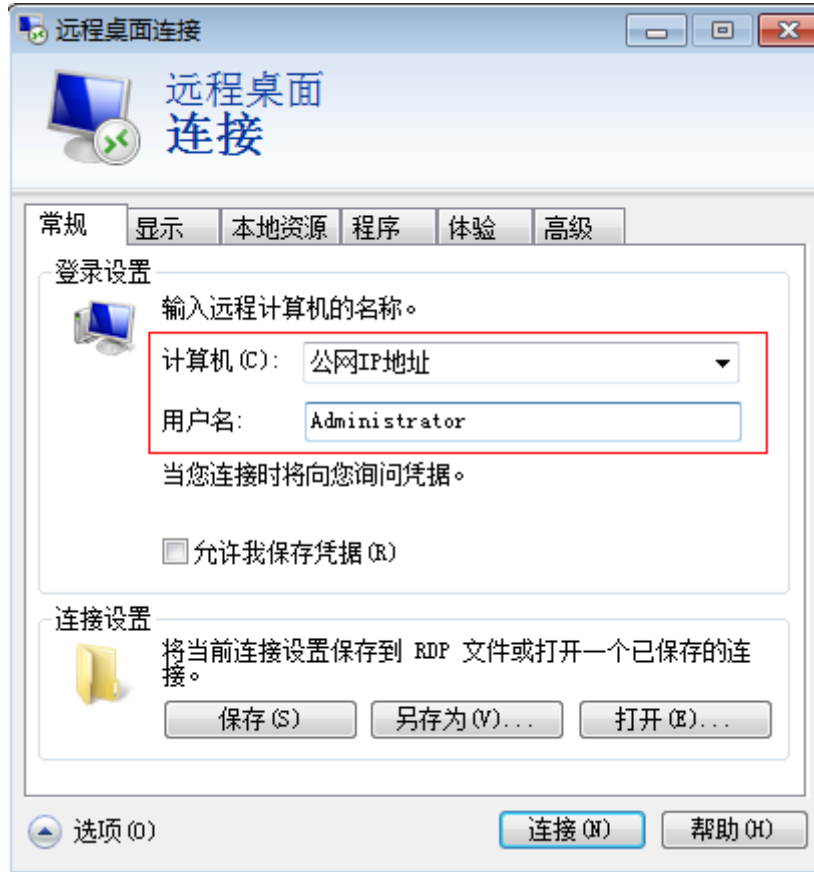 远程桌面连接
远程桌面
连接
常规 显示 本地资源 程序 体验 高级
登录设置
输入远程计算机的名称。
计算机(C): 公网IP地址
用户名: Administrator
当您连接时将向您询问凭据。
允许我保存凭据(R)
连接设置
将当前连接设置保存到 RDP 文件或打开一个已保存的连
接。
保存(S) 另存为(V)... 打开(E)...
选项(O) 连接(N) 帮助(H)